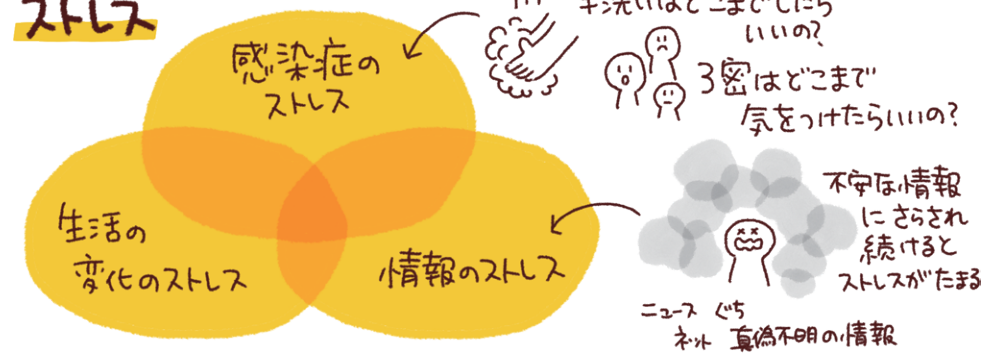 ストレス
手洗いはどこまでしたら
いいの?
感染症の
ストレス
3密はどこまで
気をつけたらいいの?
生活の
変化のストレス
情報のストレス
不安な情報
にさらされ
続けると
ストレスがたまる
ニュース ぐち
ネット 真偽不明の情報